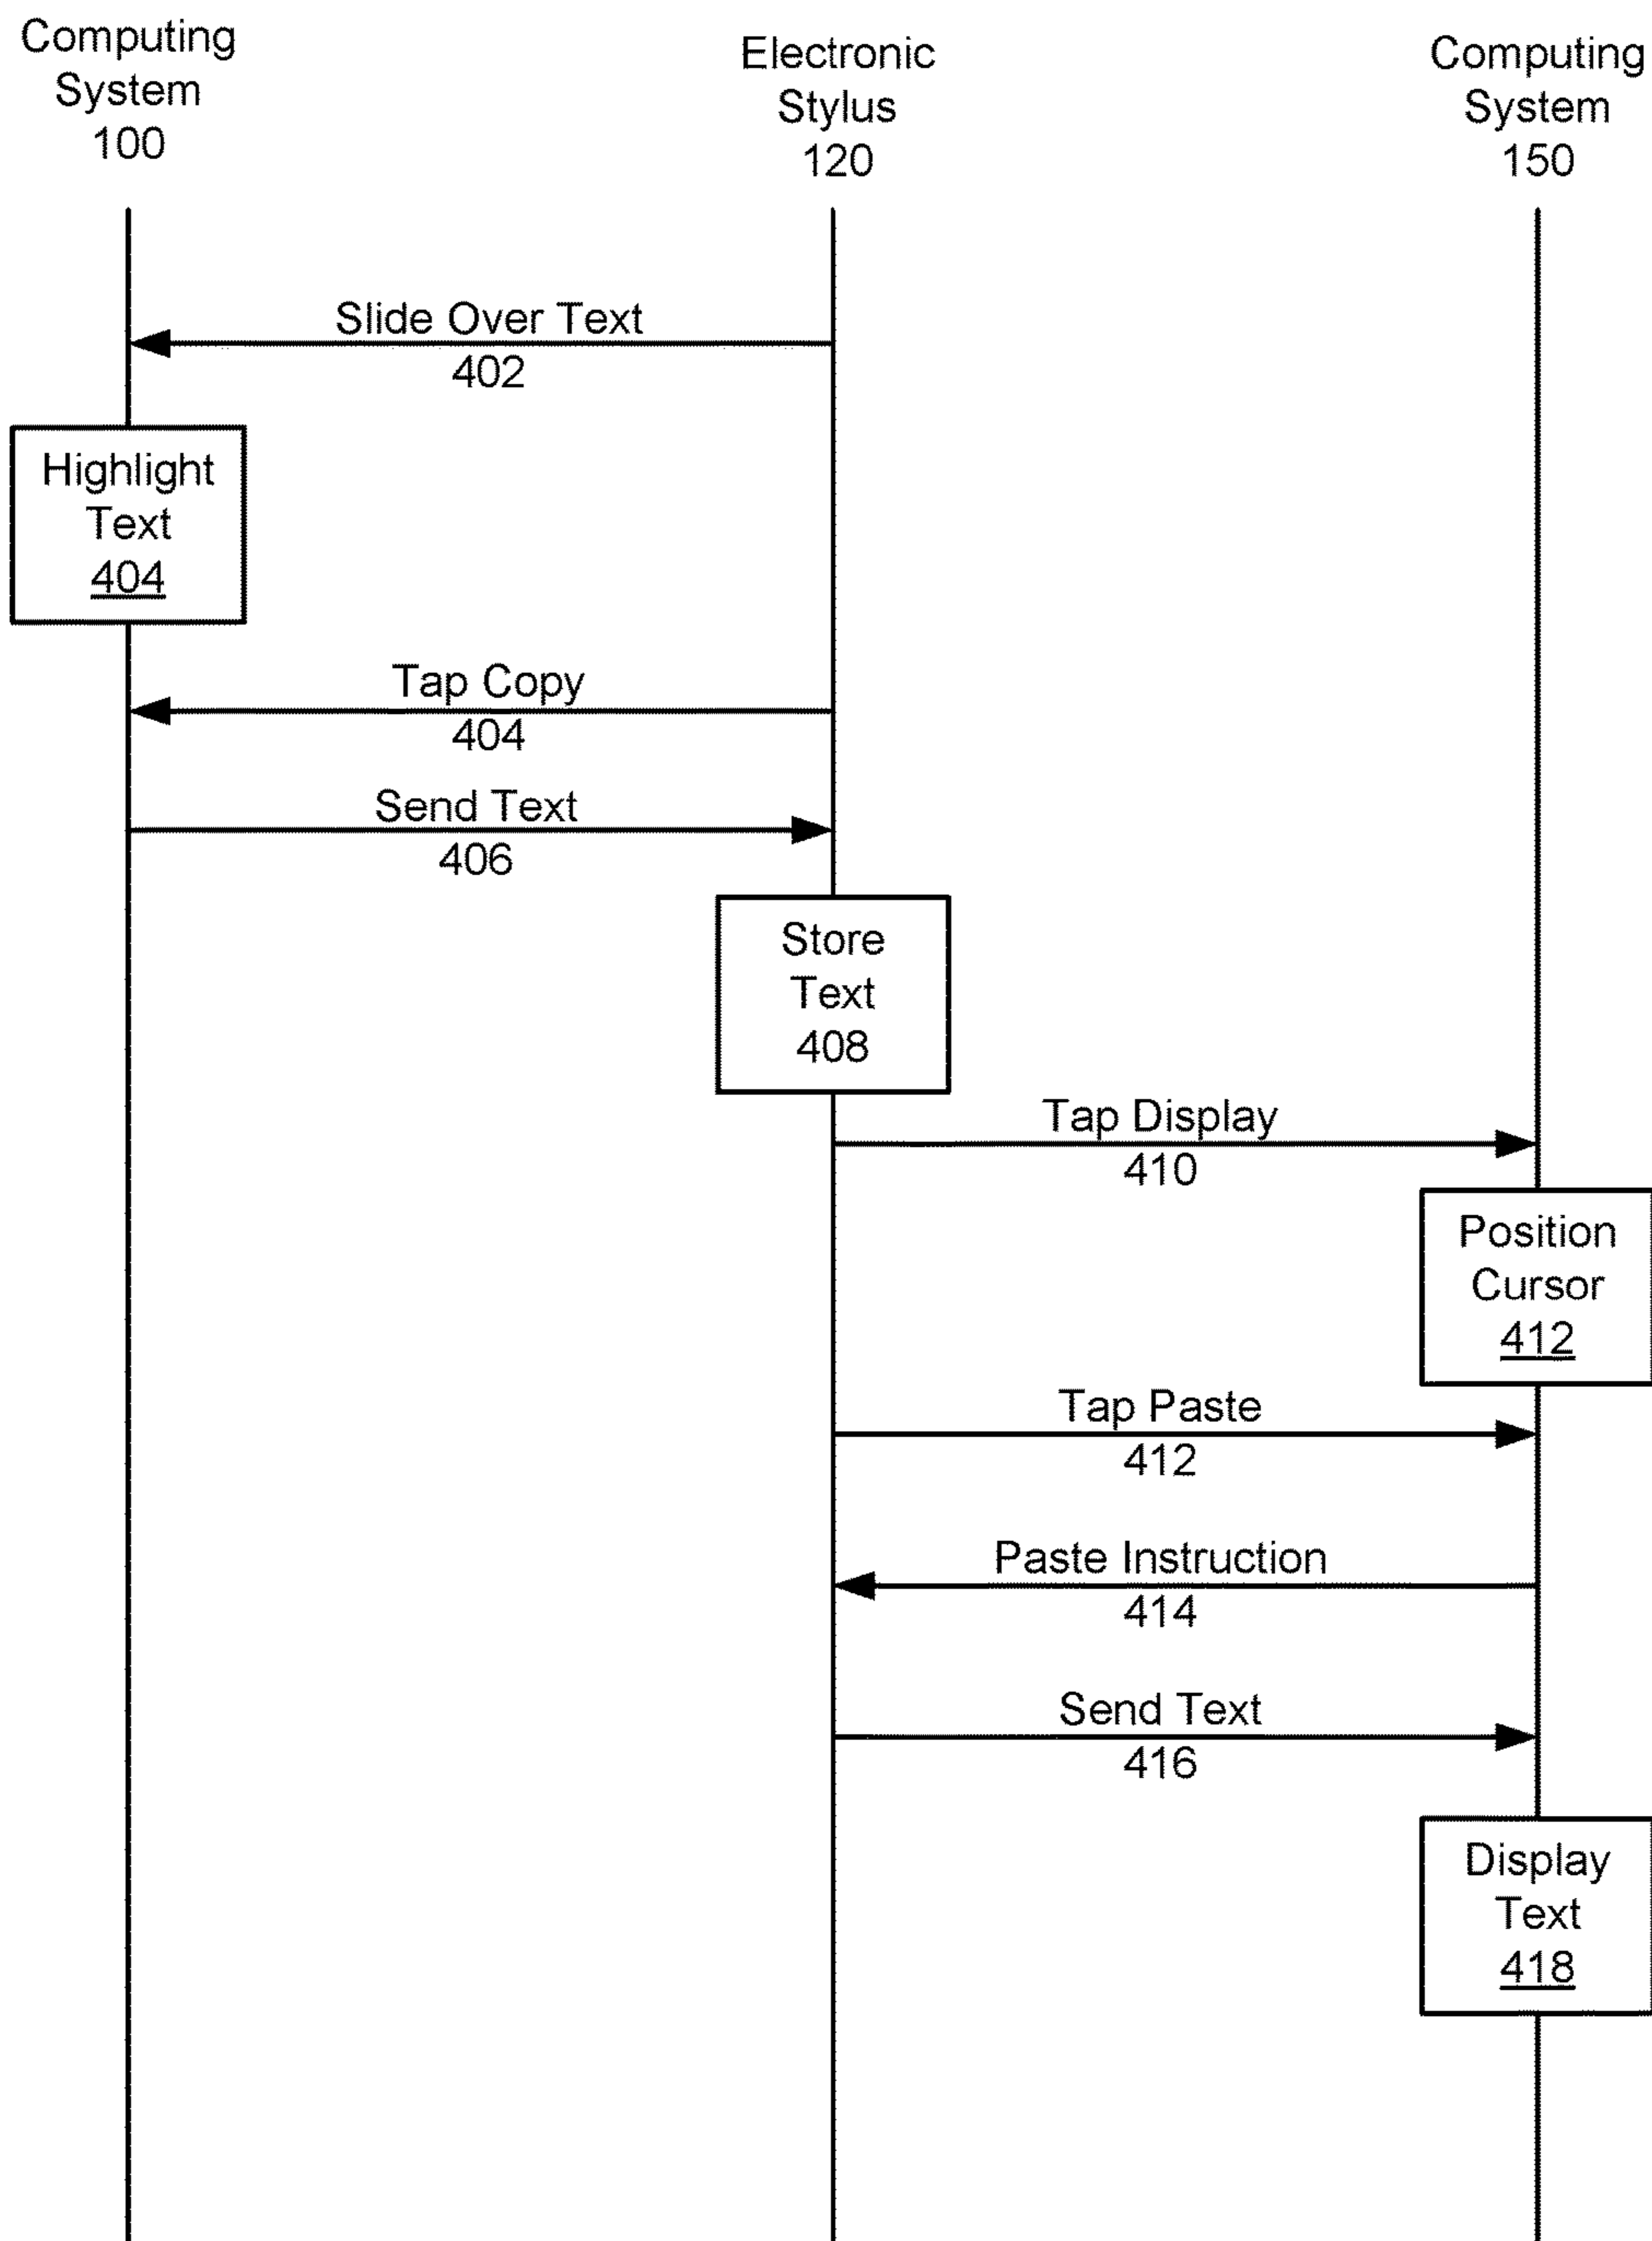 Computing
System
100
Electronic
Stylus
120
Computing
System
150
Slide Over Text
402
Highlight
Text
404
Tap Copy
404
Send Text
406
Store
Text
408
Tap Display
410
Position
Cursor
412
Tap Paste
412
Paste Instruction
414
Send Text
416
Display
Text
418